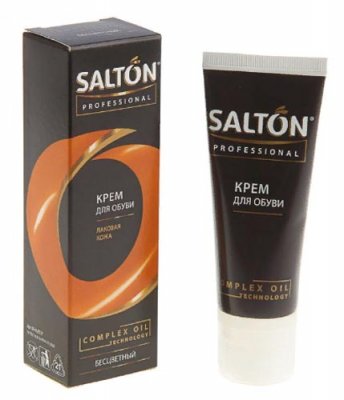 SALTON®
PROFESSIONAL
КРЕМ
ДЛЯ ОБУВИ
ЛАКОВАЯ
КОЖА
COMPLEX OIL
TECHNOLOGY
БЕСЦВЕТНЫЙ
SALTON®
PROFESSIONAL
КРЕМ
ДЛЯ ОБУВИ
COMPLEX OIL
TECHNOLOGY